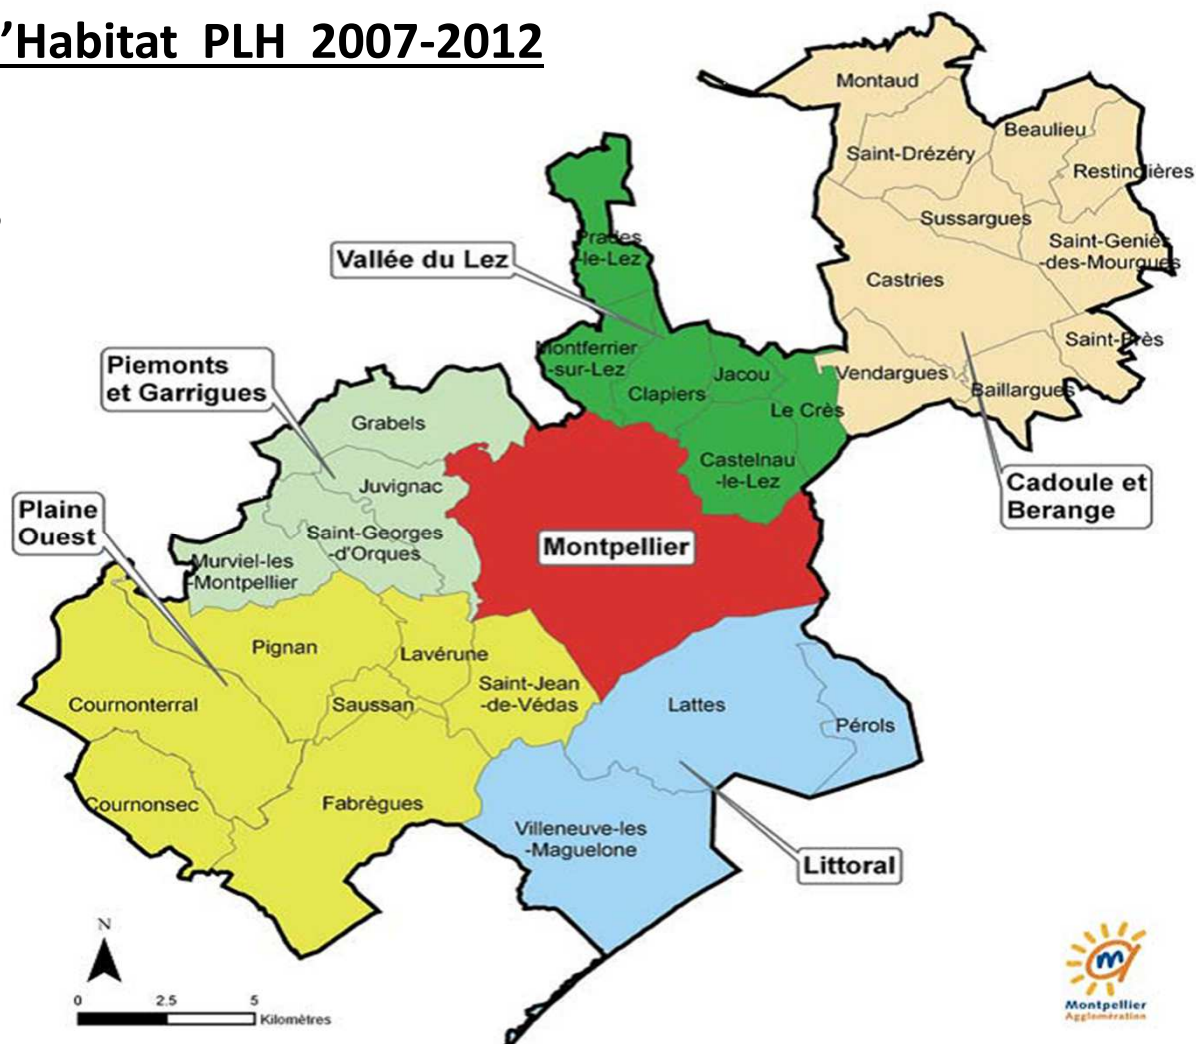 ’Habitat PLH 2007-2012
Montaud
Beaulieu
Saint-Drézéry
Restinclières
Sussargues
Prades
-le-Lez
Saint-Geniès
-des-Mourgues
Vallée du Lez
Castries
Saint-Brès
Montferrier
-sur-Lez
Piemonts
et Garrigues
Jacou
Vendargues
Clapiers
Baillargues
Le Crès
Grabels
Castelnau
-le-Lez
Juvignac
Cadoule et
Berange
Plaine
Ouest
Saint-Georges
-d'Orques
Montpellier
Murviel-les
-Montpellier
Pignan
Lavérune
Saint-Jean
-de-Védas
Cournonterral
Saussan
Lattes
Pérols
Cournonsec
Fabrègues
Villeneuve-les
-Maguelone
Littoral
N
0 2.5 5
Kilomètres
m
Montpellier
Agglomération